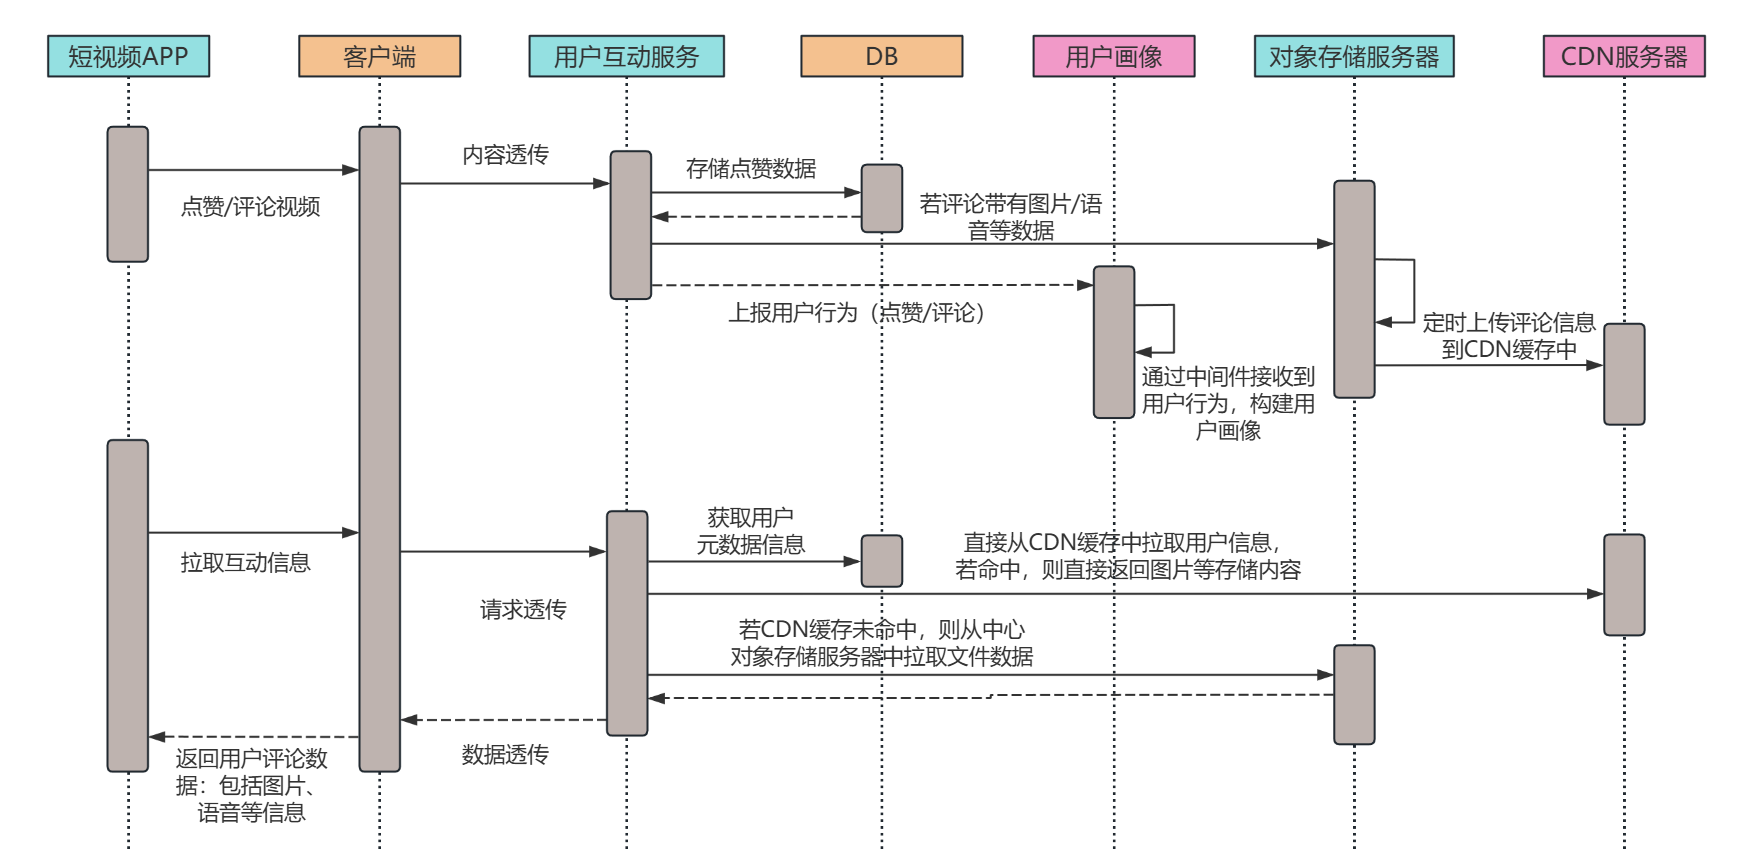 短视频APP
客户端
用户互动服务
DB
用户画像
对象存储服务器
CDN服务器
内容透传
点赞/评论视频
存储点赞数据
若评论带有图片/语
音等数据
上报用户行为（点赞/评论）
定时上传评论信息
到CDN缓存中
通过中间件接收到
用户行为，构建用
户画像
拉取互动信息
请求透传
获取用户
元数据信息
直接从CDN缓存中拉取用户信息，
若命中，则直接返回图片等存储内容
若CDN缓存未命中，则从中心
对象存储服务器中拉取文件数据
数据透传
返回用户评论数
据：包括图片、
语音等信息